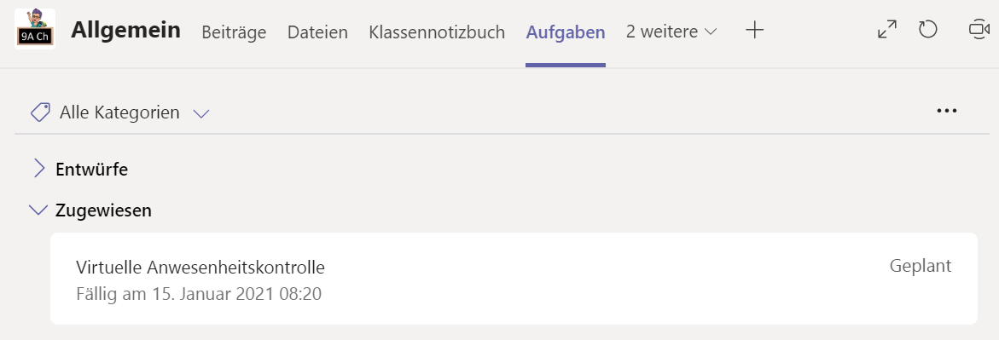 9A Ch
Allgemein Beiträge Dateien Klassennotizbuch Aufgaben 2 weitere
Alle Kategorien
Entwürfe
Zugewiesen
Virtuelle Anwesenheitskontrolle Geplant
Fällig am 15. Januar 2021 08:20